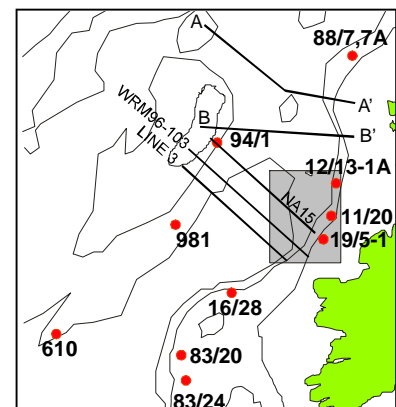 A
88/7,7A
A'
WRM96-103
B
B'
LINE 3
94/1
12/13-1A
NA15
11/20
19/5-1
981
16/28
610
83/20
83/24